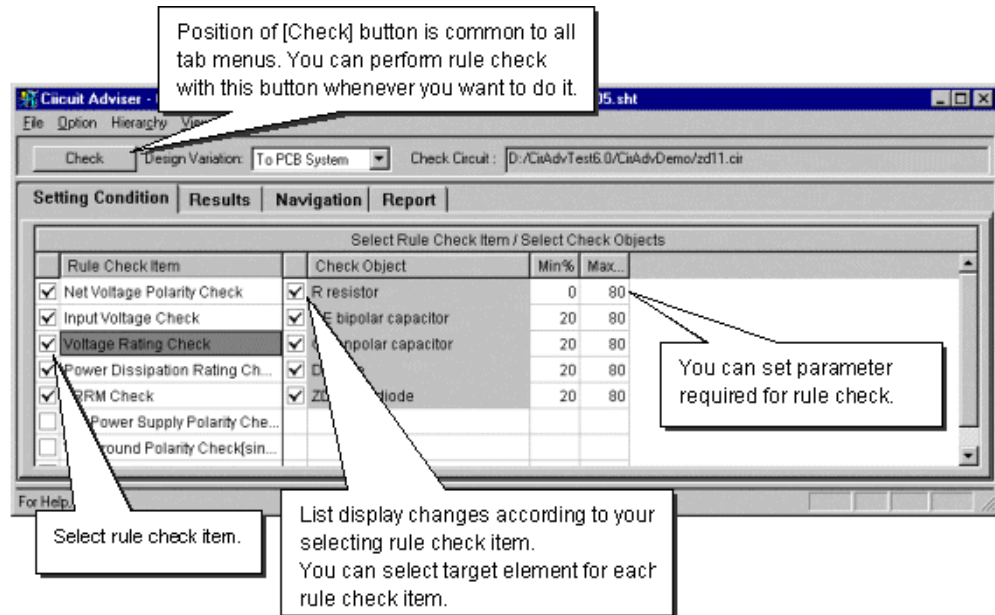 Position of [Check] button is common to all
tab menus. You can perform rule check
with this button whenever you want to do it.
Ciicuit Adviser - 05.sht
File Option Hierarchy
Check Design Variation: To PCB System Check Circuit : D:/CirAdvTest6.0/CirAdvDemo/zd11.cir
Setting Condition Results Navigation Report
Select Rule Check Item / Select Check Objects
Rule Check Item Check Object Min% Max...
Net Voltage Polarity Check R resistor 0 80
Input Voltage Check bipolar capacitor 20 80
Voltage Rating Check npolar capacitor 20 80
Power Dissipation Rating Ch... 20 80
RRM Check diode 20 80
Power Supply Polarity Che...
round Polarity Check[sin...
You can set parameter
required for rule check.
For Help,
Select rule check item.
List display changes according to your
selecting rule check item.
You can select target element for each
rule check item.